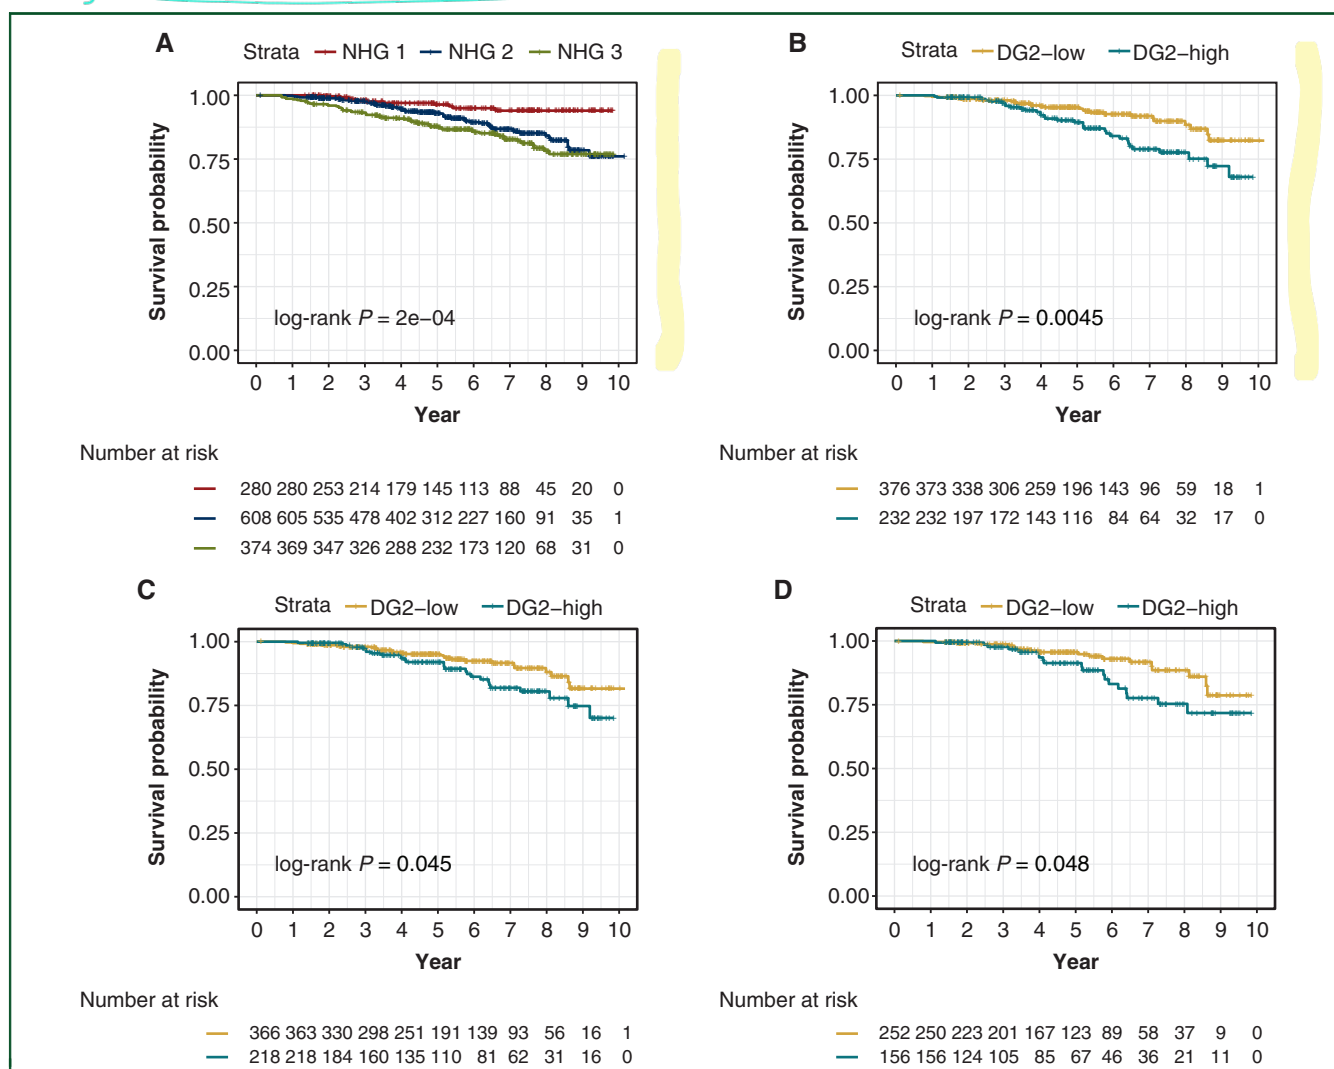 A
Strata NHG 1 NHG 2 NHG 3
1.00
0.75
0.50
0.25
0.00
Survival probability
log-rank P = 2e-04
0 1 2 3 4 5 6 7 8 9 10
Year
Number at risk
280 280 253 214 179 145 113 88 45 20 0
608 605 535 478 402 312 227 160 91 35 1
374 369 347 326 288 232 173 120 68 31 0
B
Strata DG2-low DG2-high
1.00
0.75
0.50
0.25
0.00
Survival probability
log-rank P = 0.0045
0 1 2 3 4 5 6 7 8 9 10
Year
Number at risk
376 373 338 306 259 196 143 96 59 18 1
232 232 197 172 143 116 84 64 32 17 0
C
Strata DG2-low DG2-high
1.00
0.75
0.50
0.25
0.00
Survival probability
log-rank P = 0.045
0 1 2 3 4 5 6 7 8 9 10
Year
Number at risk
366 363 330 298 251 191 139 93 56 16 1
218 218 184 160 135 110 81 62 31 16 0
D
Strata DG2-low DG2-high
1.00
0.75
0.50
0.25
0.00
Survival probability
log-rank P = 0.048
0 1 2 3 4 5 6 7 8 9 10
Year
Number at risk
252 250 223 201 167 123 89 58 37 9 0
156 156 124 105 85 67 46 36 21 11 0